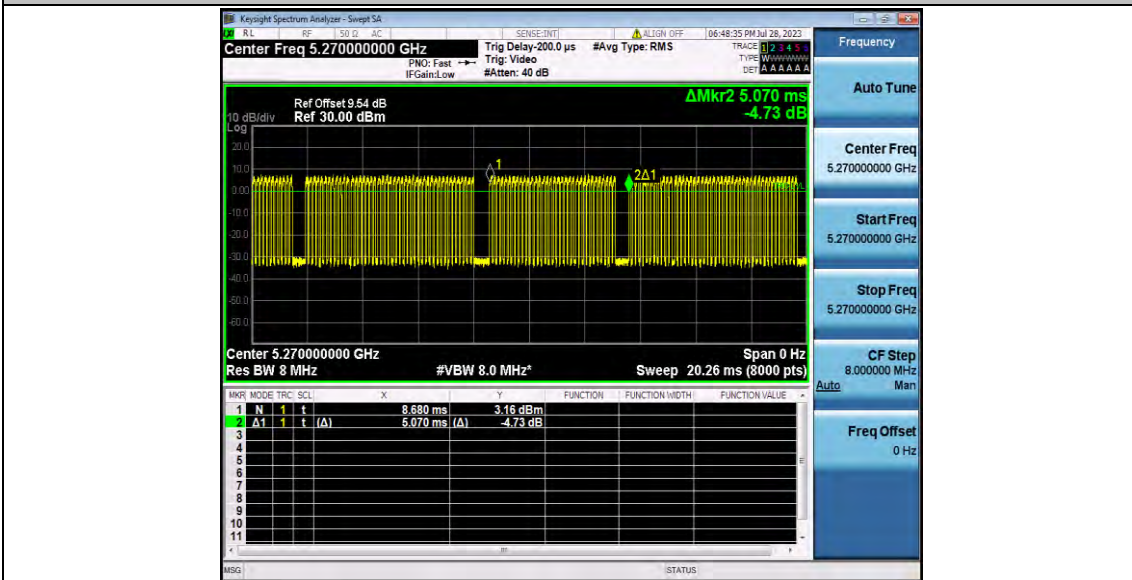 Keysight Spectrum Analyzer - Swept SA
RL RF 50 Ω AC SENSE:INT ALIGN OFF 06:48:35 PM Jul 28, 2023
Center Freq 5.270000000 GHz
PNO: Fast
IFGain:Low
Trig Delay-200.0 µs
Trig: Video
#Atten: 40 dB
#Avg Type: RMS
TRACE 1 2 3 4 5 6
TYPE WWWWWW
DET A A A A A A
ΔMkr2 5.070 ms
-4.73 dB
Ref Offset 9.54 dB
10 dB/div Ref 30.00 dBm
Log
20.0
10.0
0.00
-10.0
-20.0
-30.0
-40.0
-50.0
-60.0
1
2Δ1
Center 5.270000000 GHz Span 0 Hz
Res BW 8 MHz #VBW 8.0 MHz* Sweep 20.26 ms (8000 pts)
MKR MODE TRC SCL X Y FUNCTION FUNCTION WIDTH FUNCTION VALUE
1 N 1 t 8.680 ms 3.16 dBm
2 Δ1 1 t (Δ) 5.070 ms (Δ) -4.73 dB
3
4
5
6
7
8
9
10
11
MSG STATUS
Frequency
Auto Tune
Center Freq
5.270000000 GHz
Start Freq
5.270000000 GHz
Stop Freq
5.270000000 GHz
CF Step
8.000000 MHz
Auto Man
Freq Offset
0 Hz